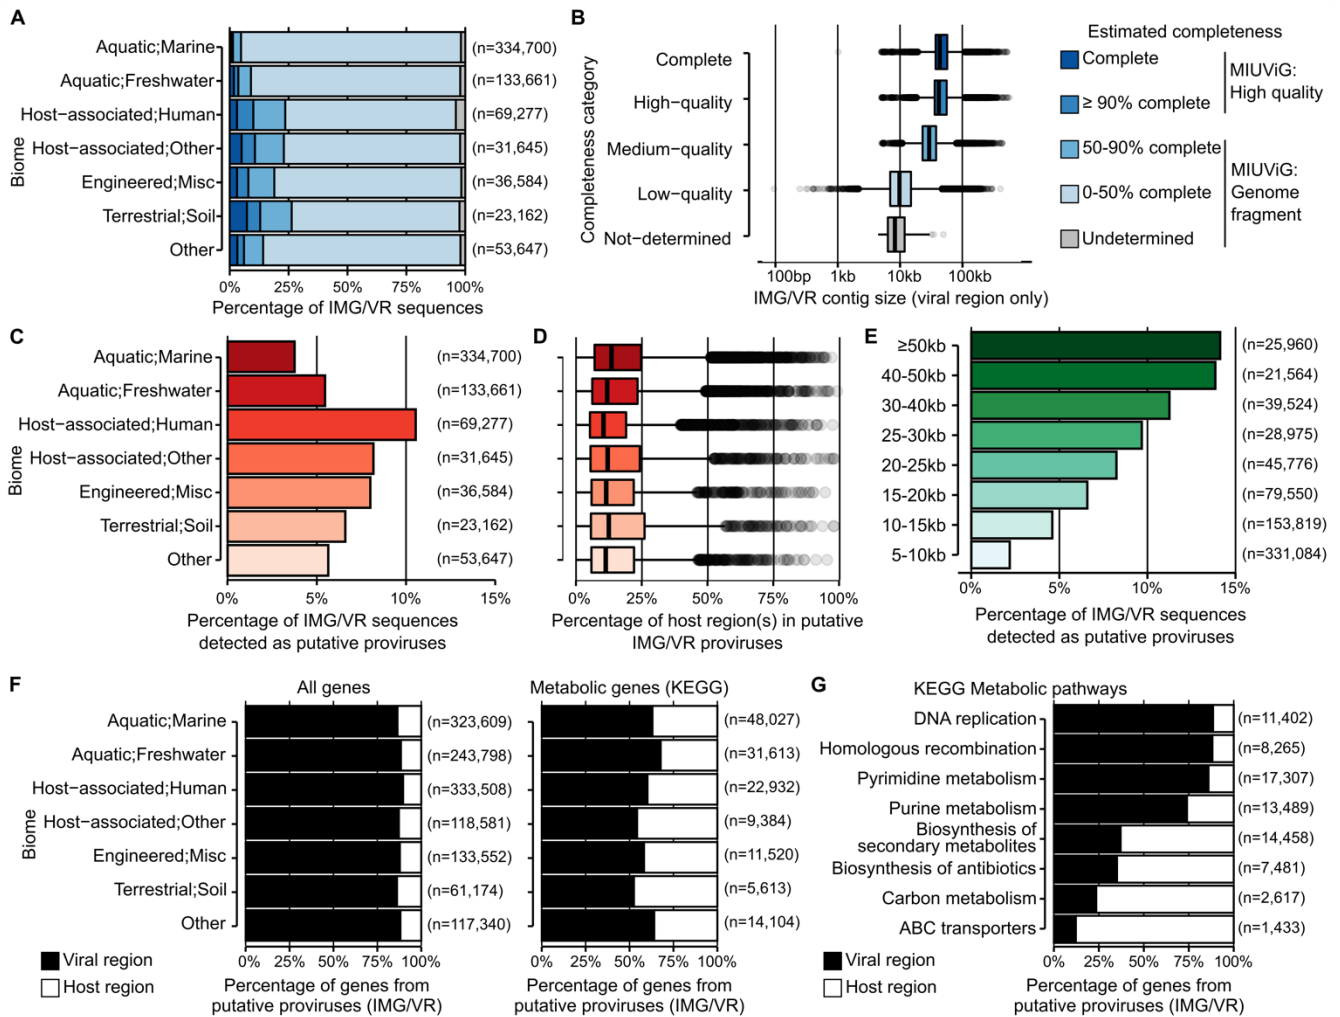 A
Biome
Aquatic;Marine
(n=334,700)
Aquatic;Freshwater
(n=133,661)
Host−associated;Human
(n=69,277)
Host−associated;Other
(n=31,645)
Engineered;Misc
(n=36,584)
Terrestrial;Soil
(n=23,162)
Other
(n=53,647)
0% 25% 50% 75% 100%
Percentage of IMG/VR sequences
B
Completeness category
Complete
High−quality
Medium−quality
Low−quality
Not−determined
100bp 1kb 10kb 100kb
IMG/VR contig size (viral region only)
Estimated completeness
Complete
≥ 90% complete
MIUViG:
High quality
50-90% complete
0-50% complete
MIUViG:
Genome
fragment
Undetermined
C
Biome
Aquatic;Marine
(n=334,700)
Aquatic;Freshwater
(n=133,661)
Host−associated;Human
(n=69,277)
Host−associated;Other
(n=31,645)
Engineered;Misc
(n=36,584)
Terrestrial;Soil
(n=23,162)
Other
(n=53,647)
0% 5% 10% 15%
Percentage of IMG/VR sequences
detected as putative proviruses
D
0% 25% 50% 75% 100%
Percentage of host region(s) in putative
IMG/VR proviruses
E
≥50kb
(n=25,960)
40-50kb
(n=21,564)
30-40kb
(n=39,524)
25-30kb
(n=28,975)
20-25kb
(n=45,776)
15-20kb
(n=79,550)
10-15kb
(n=153,819)
5-10kb
(n=331,084)
0% 5% 10% 15%
Percentage of IMG/VR sequences
detected as putative proviruses
F
All genes
Metabolic genes (KEGG)
Biome
Aquatic;Marine
(n=323,609)
(n=48,027)
Aquatic;Freshwater
(n=243,798)
(n=31,613)
Host−associated;Human
(n=333,508)
(n=22,932)
Host−associated;Other
(n=118,581)
(n=9,384)
Engineered;Misc
(n=133,552)
(n=11,520)
Terrestrial;Soil
(n=61,174)
(n=5,613)
Other
(n=117,340)
(n=14,104)
0% 25% 50% 75% 100%
0% 25% 50% 75% 100%
Viral region
Host region
Percentage of genes from
putative proviruses (IMG/VR)
Percentage of genes from
putative proviruses (IMG/VR)
G
KEGG Metabolic pathways
DNA replication
(n=11,402)
Homologous recombination
(n=8,265)
Pyrimidine metabolism
(n=17,307)
Purine metabolism
(n=13,489)
Biosynthesis of
secondary metabolites
(n=14,458)
Biosynthesis of antibiotics
(n=7,481)
Carbon metabolism
(n=2,617)
ABC transporters
(n=1,433)
0% 25% 50% 75% 100%
Viral region
Host region
Percentage of genes from
putative proviruses (IMG/VR)